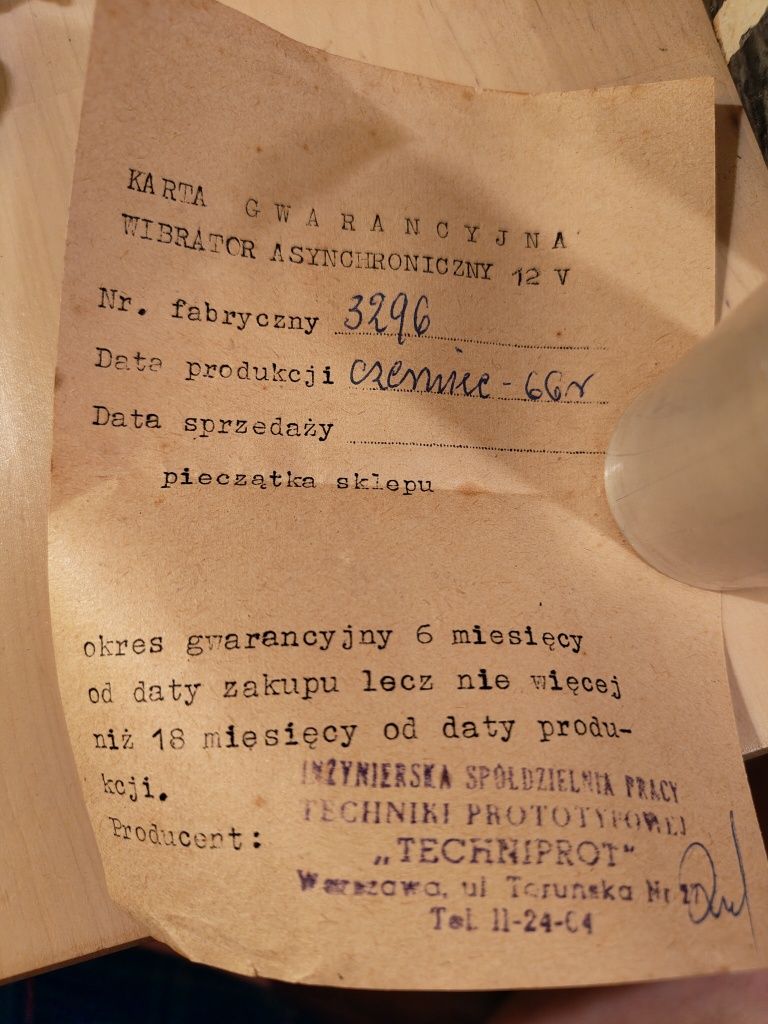 KARTA GWARANCYJNA
WIBRATOR ASYNCHRONICZNY 12 V
Nr. fabryczny 3296
Data produkcji czerwiec - 66r
Data sprzedaży
pieczątka sklepu
okres gwarancyjny 6 miesięcy
od daty zakupu lecz nie więcej
niż 18 miesięcy od daty produ-
kcji.
Producent:
INŻYNIERSKA SPÓŁDZIELNIA PRACY
TECHNIKI PROTOTYPOWEJ
„TECHNIPROT"
Warszawa, ul Toruńska Nr
Tel. 11-24-64